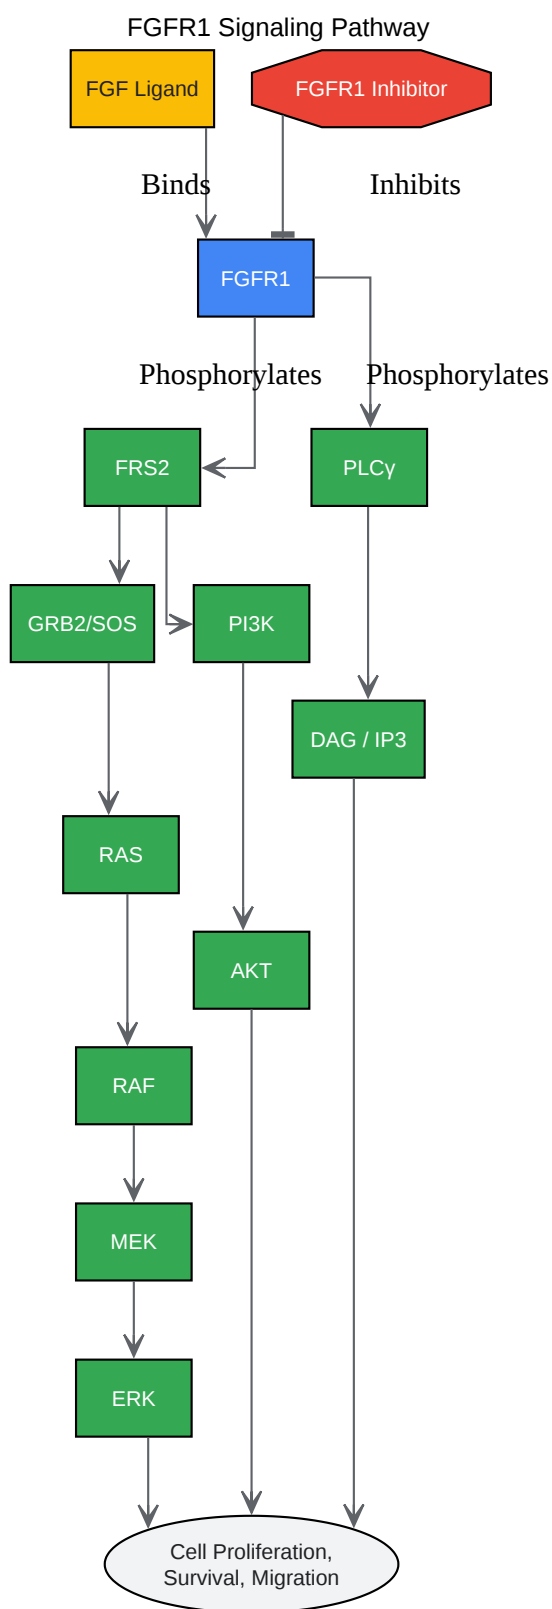 FGFR1 Signaling Pathway
FGF Ligand
FGFR1 Inhibitor
Binds
Inhibits
FGFR1
Phosphorylates
Phosphorylates
FRS2
PLCγ
GRB2/SOS
PI3K
DAG / IP3
RAS
AKT
RAF
MEK
ERK
Cell Proliferation,
Survival, Migration